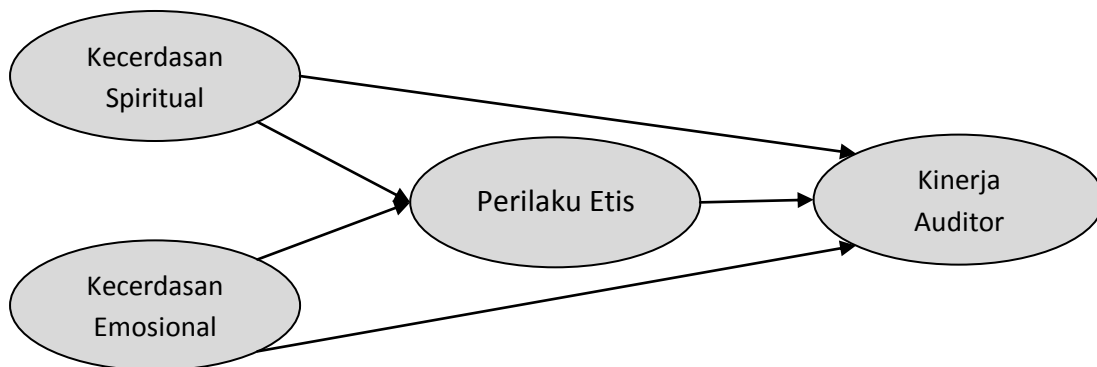 Kecerdasan
Spiritual
Perilaku Etis
Kinerja
Auditor
Kecerdasan
Emosional